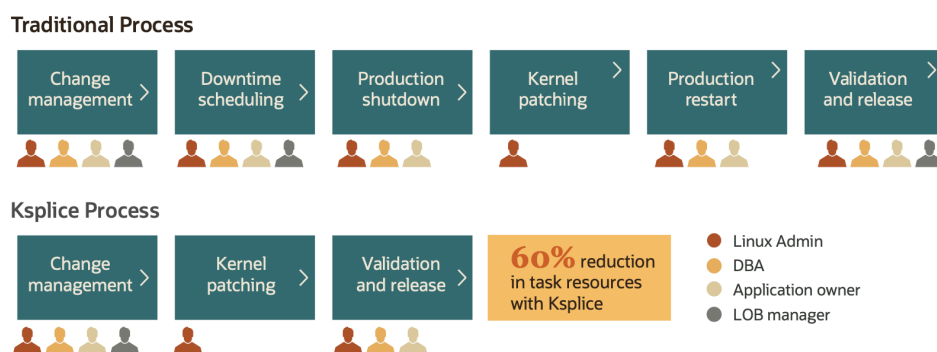 Traditional Process
Change
management
Downtime
scheduling
Production
shutdown
Kernel
patching
Production
restart
Validation
and release
Ksplice Process
Change
management
Kernel
patching
Validation
and release
60% reduction
in task resources
with Ksplice
Linux Admin
DBA
Application owner
LOB manager